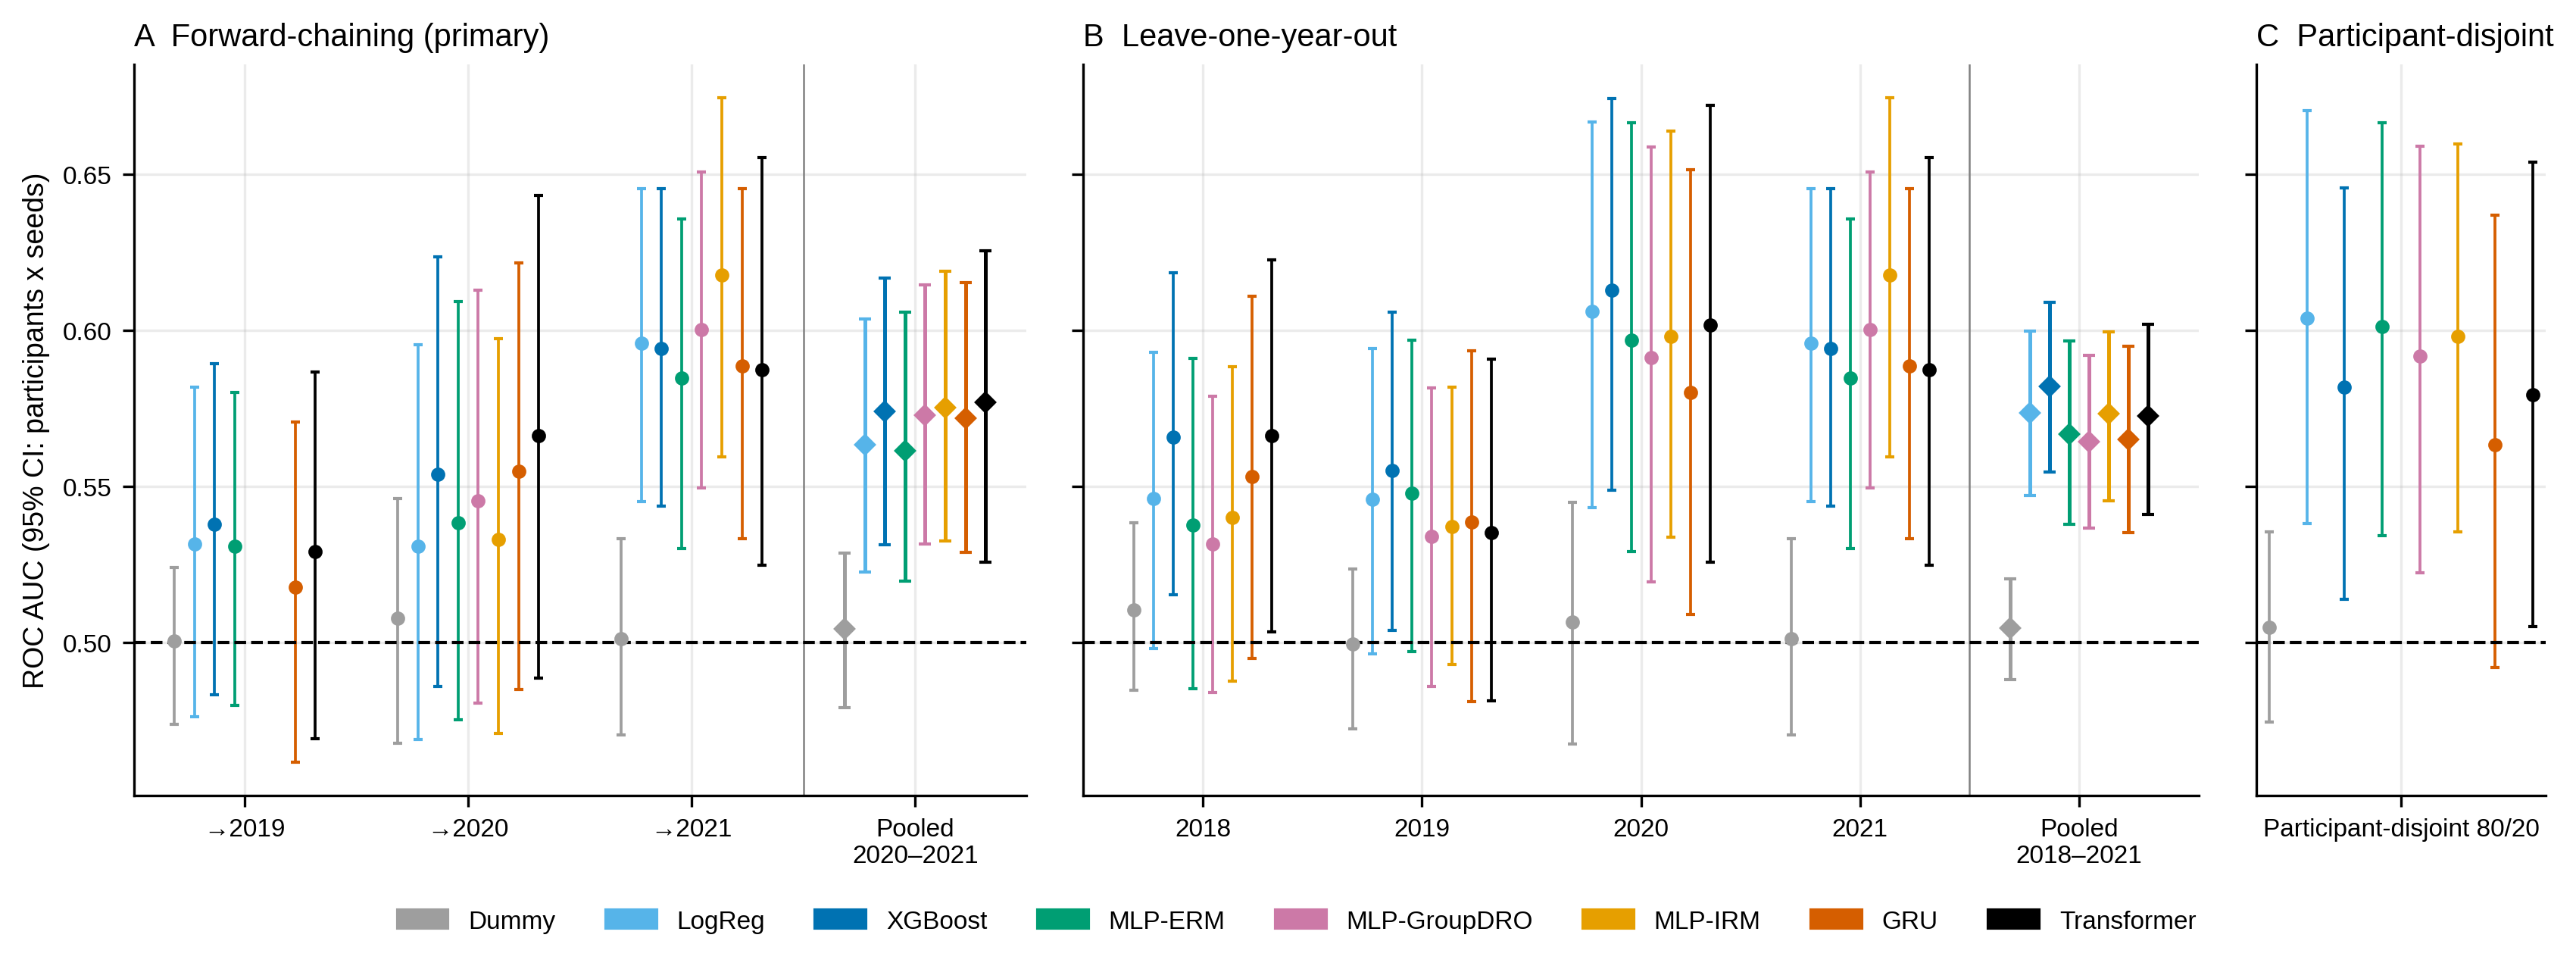 A Forward-chaining (primary)
B Leave-one-year-out
C Participant-disjoint
ROC AUC (95% CI: participants x seeds)
0.65
0.60
0.55
0.50
→2019
→2020
→2021
Pooled
2020–2021
2018
2019
2020
2021
Pooled
2018–2021
Participant-disjoint 80/20
Dummy
LogReg
XGBoost
MLP-ERM
MLP-GroupDRO
MLP-IRM
GRU
Transformer